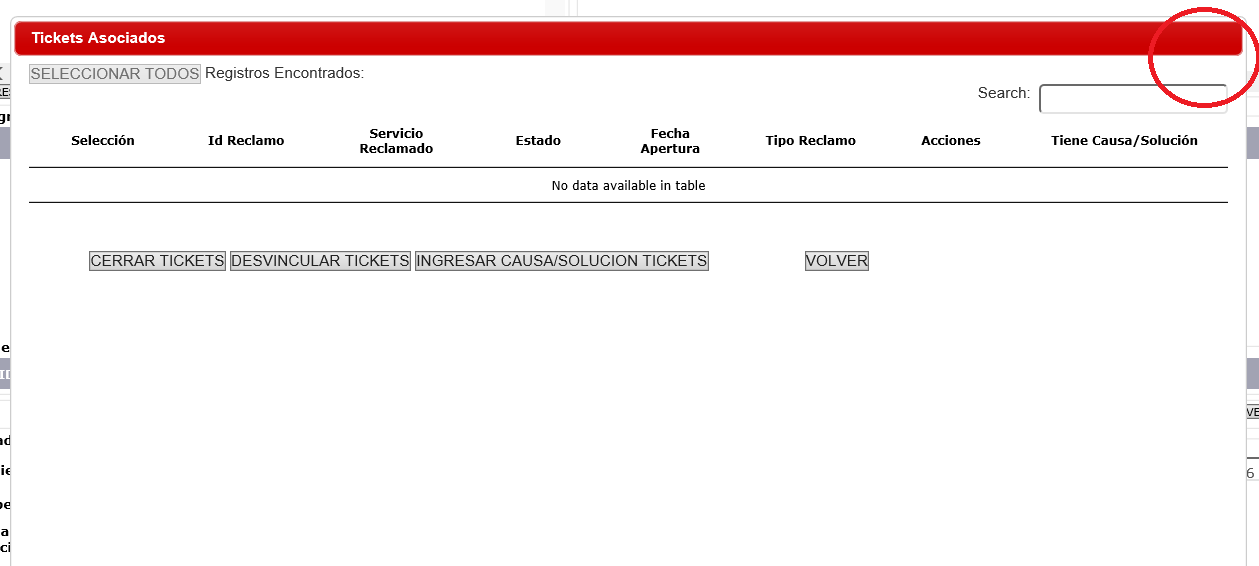 Tickets Asociados
SELECCIONAR TODOS Registros Encontrados:
Search:
Selección Id Reclamo Servicio Reclamado Estado Fecha Apertura Tipo Reclamo Acciones Tiene Causa/Solución
No data available in table
CERRAR TICKETS DESVINCULAR TICKETS INGRESAR CAUSA/SOLUCION TICKETS VOLVER